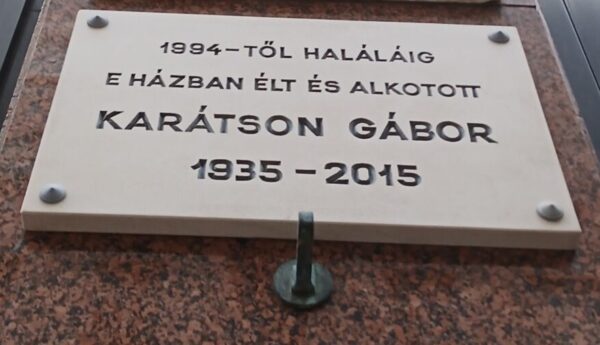 1994-TŐL HALÁLÁIG
E HÁZBAN ÉLT ÉS ALKOTOTT
KARÁTSON GÁBOR
1935 - 2015